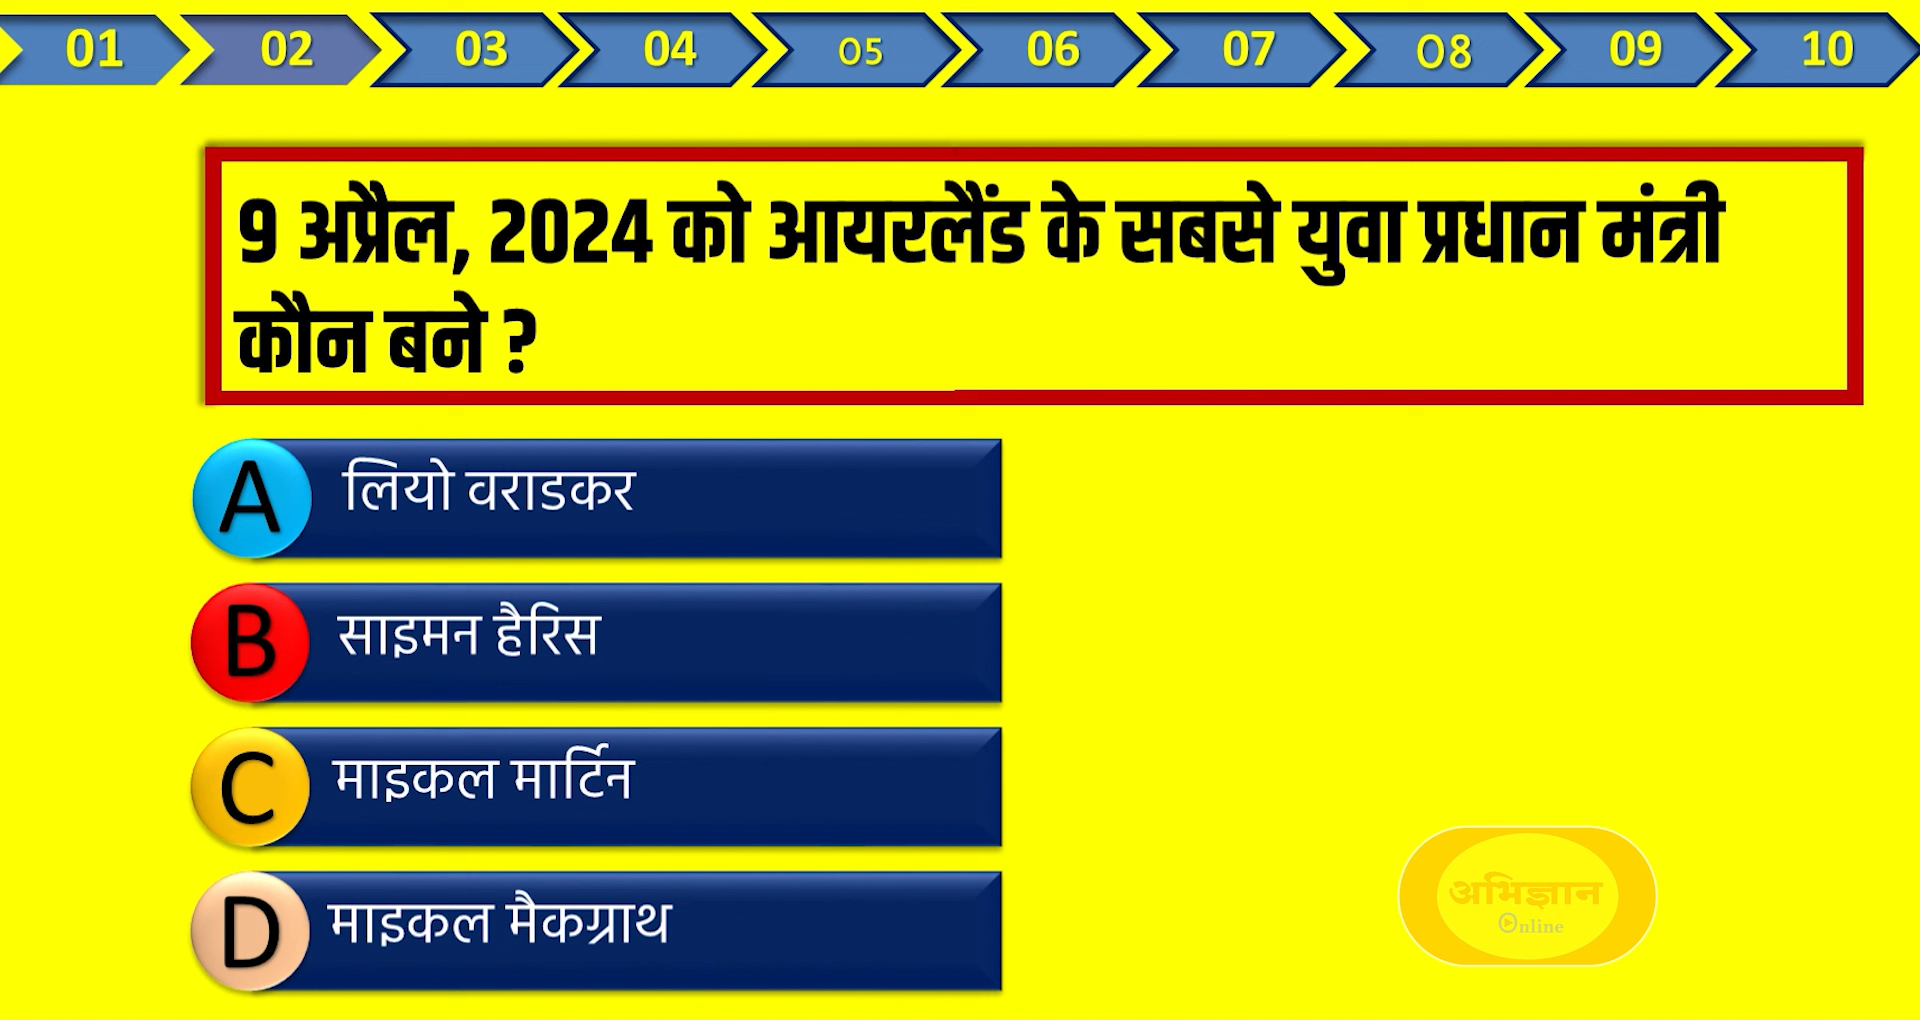 01 02 03 04 05 06 07 08 09 10
9 अप्रैल, 2024 को आयरलैंड के सबसे युवा प्रधान मंत्री
कौन बने ?
A लियो वराडकर
B साइमन हैरिस
C माइकल मार्टिन
D माइकल मैकग्राथ
अभिज्ञान
Online